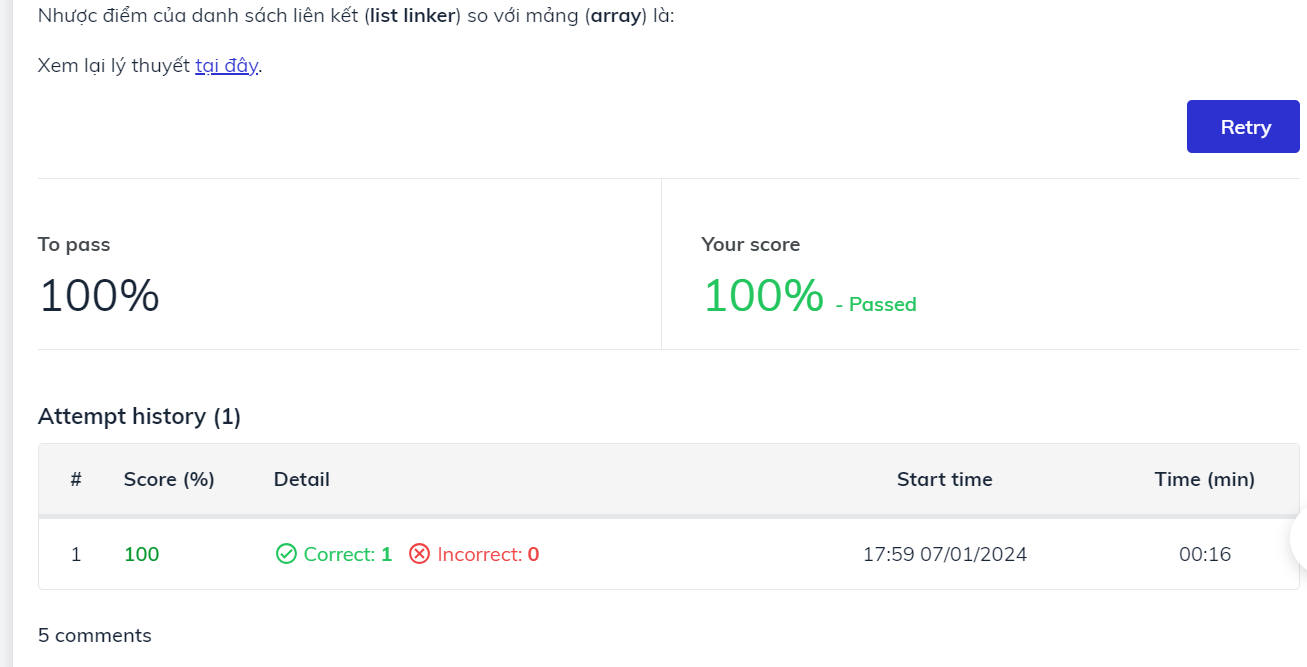 Nhược điểm của danh sách liên kết (list linker) so với mảng (array) là:
Xem lại lý thuyết tại đây.
Retry
To pass
100%
Your score
100% - Passed
Attempt history (1)
# Score (%) Detail Start time Time (min)
1 100 Correct: 1 Incorrect: 0 17:59 07/01/2024 00:16
5 comments